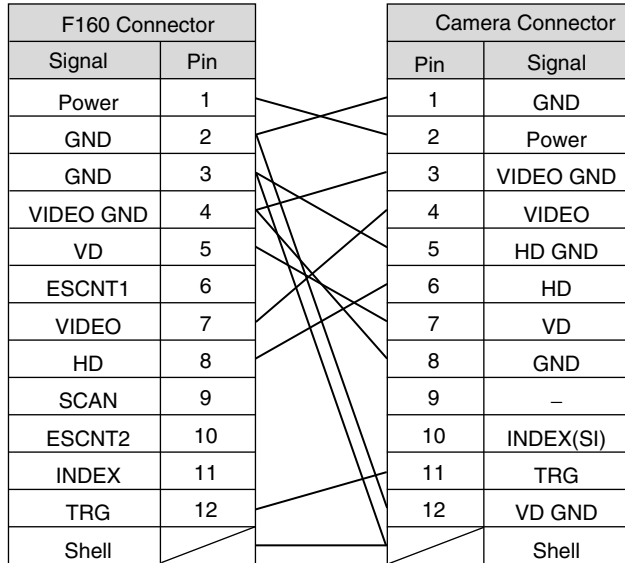 F160 Connector Camera Connector
Signal Pin Pin Signal
Power 1 1 GND
GND 2 2 Power
GND 3 3 VIDEO GND
VIDEO GND 4 4 VIDEO
VD 5 5 HD GND
ESCNT1 6 6 HD
VIDEO 7 7 VD
HD 8 8 GND
SCAN 9 9 –
ESCNT2 10 10 INDEX(SI)
INDEX 11 11 TRG
TRG 12 12 VD GND
Shell Shell